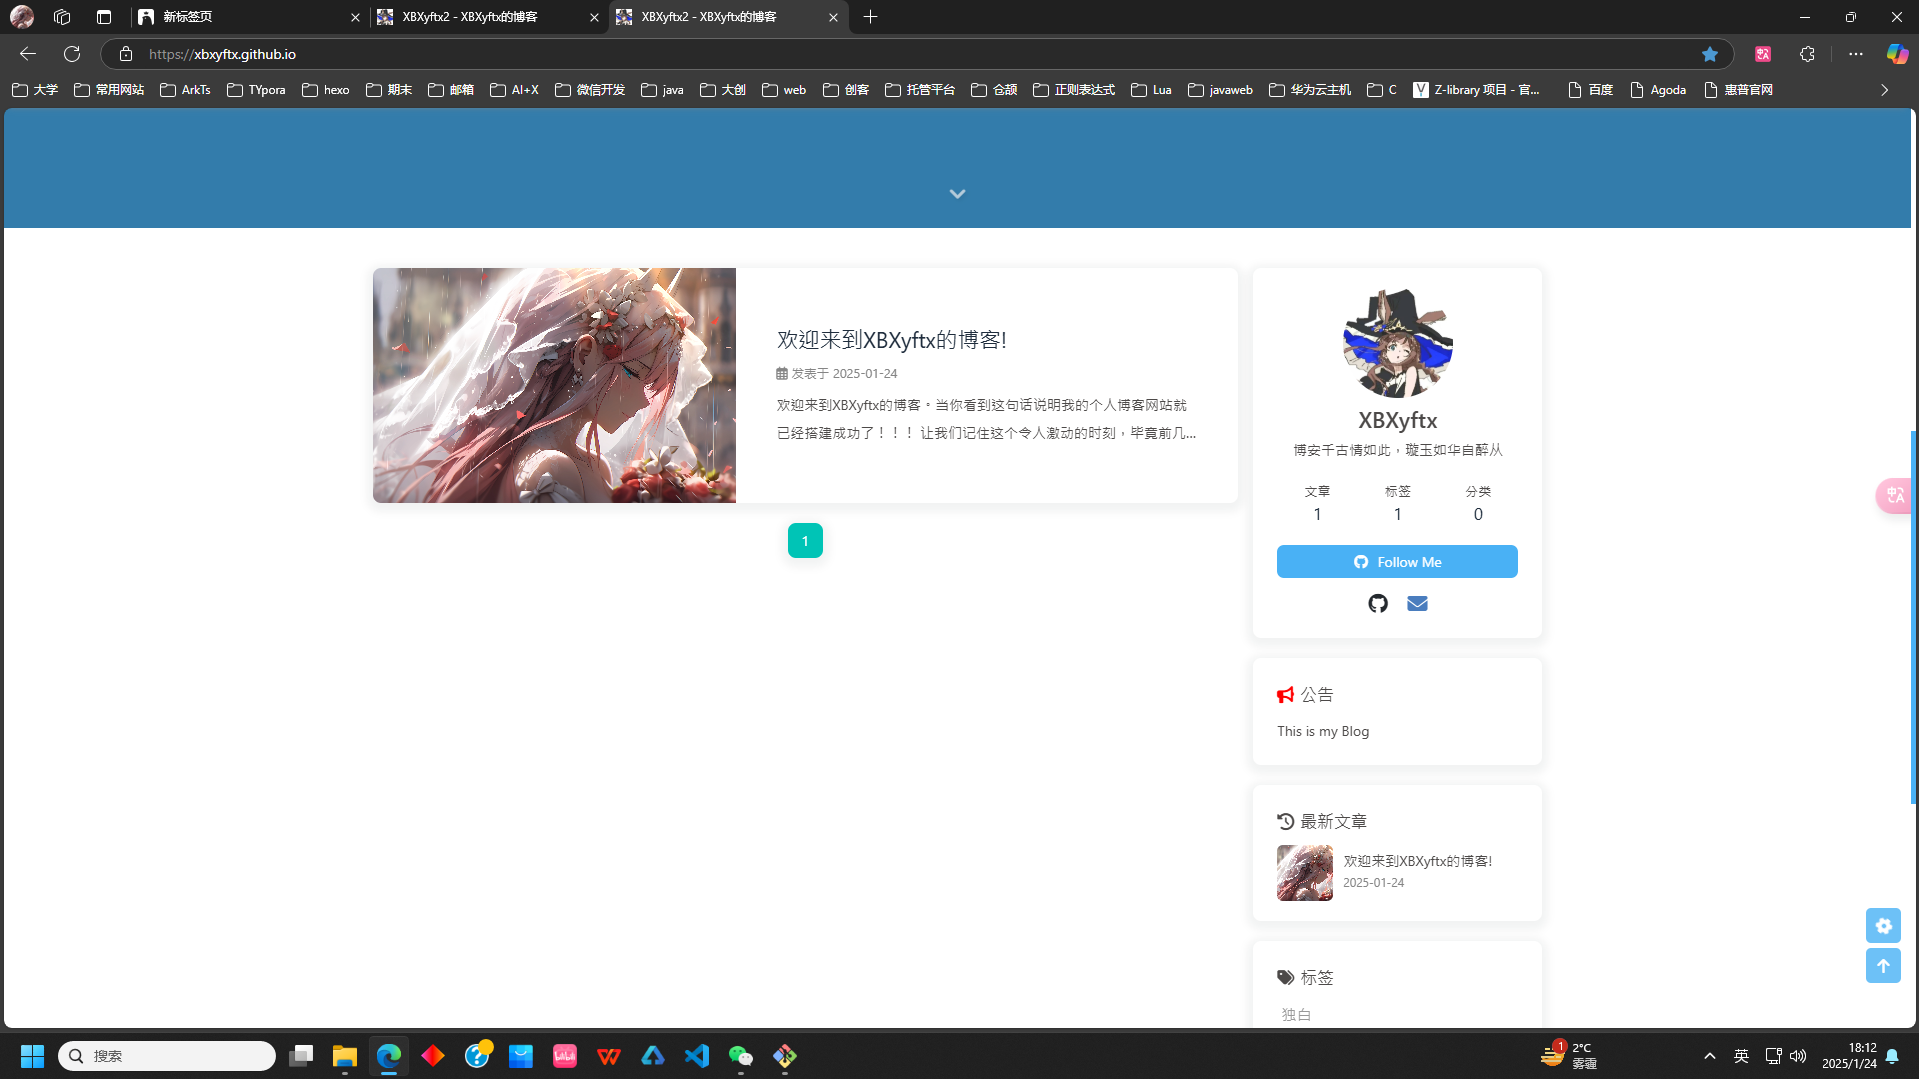 新标签页
XBXyftx2 - XBXyftx的博客
XBXyftx2 - XBXyftx的博客
https://xbxyftx.github.io
大学
常用网站
ArkTs
TYpora
hexo
期末
邮箱
AI+X
微信开发
java
大创
web
创客
托管平台
仓颉
正则表达式
Lua
javaweb
华为云主机
C
Z-library 项目 - 官...
百度
Agoda
惠普官网
欢迎来到XBXyftx的博客!
发表于 2025-01-24
欢迎来到XBXyftx的博客。当你看到这句话说明我的个人博客网站就
已经搭建成功了！！！ 让我们记住这个令人激动的时刻，毕竟前几...
1
XBXyftx
博安千古情如此，璇玉如华自醉从
文章
标签
分类
1
1
0
Follow Me
公告
This is my Blog
最新文章
欢迎来到XBXyftx的博客!
2025-01-24
标签
独白
搜索
1
2°C
雾霾
英
18:12
2025/1/24